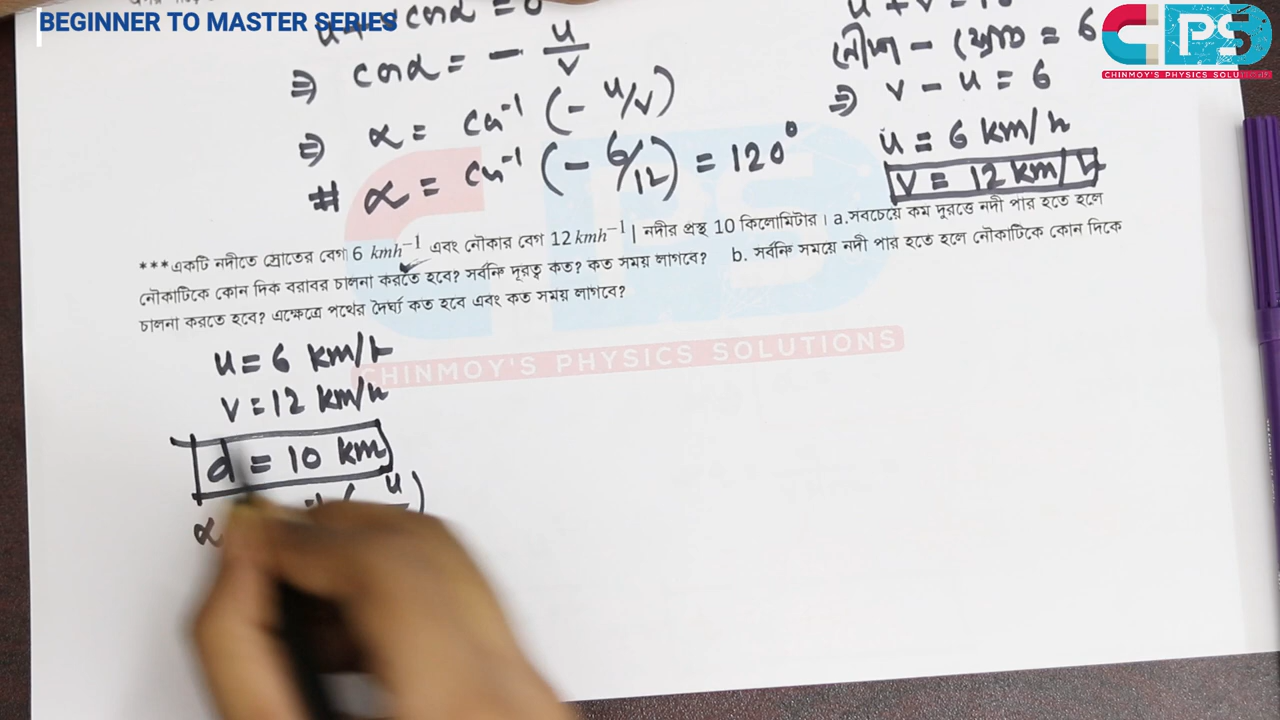 BEGINNER TO MASTER SERIES
cosα = 0
⇒ cosα = - u/v
⇒ α = cos⁻¹ (- u/v)
# α = cos⁻¹ (- 6/12) = 120°
নৌকা - স্রোত = 6
⇒ v - u = 6
u = 6 km/h
v = 12 km/h
CPS
CHINMOY'S PHYSICS SOLUTIONS
***একটি নদীতে স্রোতের বেগ 6 kmh⁻¹ এবং নৌকার বেগ 12 kmh⁻¹| নদীর প্রস্থ 10 কিলোমিটার। a.সবচেয়ে কম দূরত্তে নদী পার হতে হলে
নৌকাটিকে কোন দিক বরাবর চালনা করতে হবে? সর্বনিন্ম দূরত্ব কত? কত সময় লাগবে? b. সর্বনিন্ম সময়ে নদী পার হতে হলে নৌকাটিকে কোন দিকে
চালনা করতে হবে? এক্ষেত্রে পথের দৈর্ঘ্য কত হবে এবং কত সময় লাগবে?
CHINMOY'S PHYSICS SOLUTIONS
u = 6 km/h
v = 12 km/h
d = 10 km
α